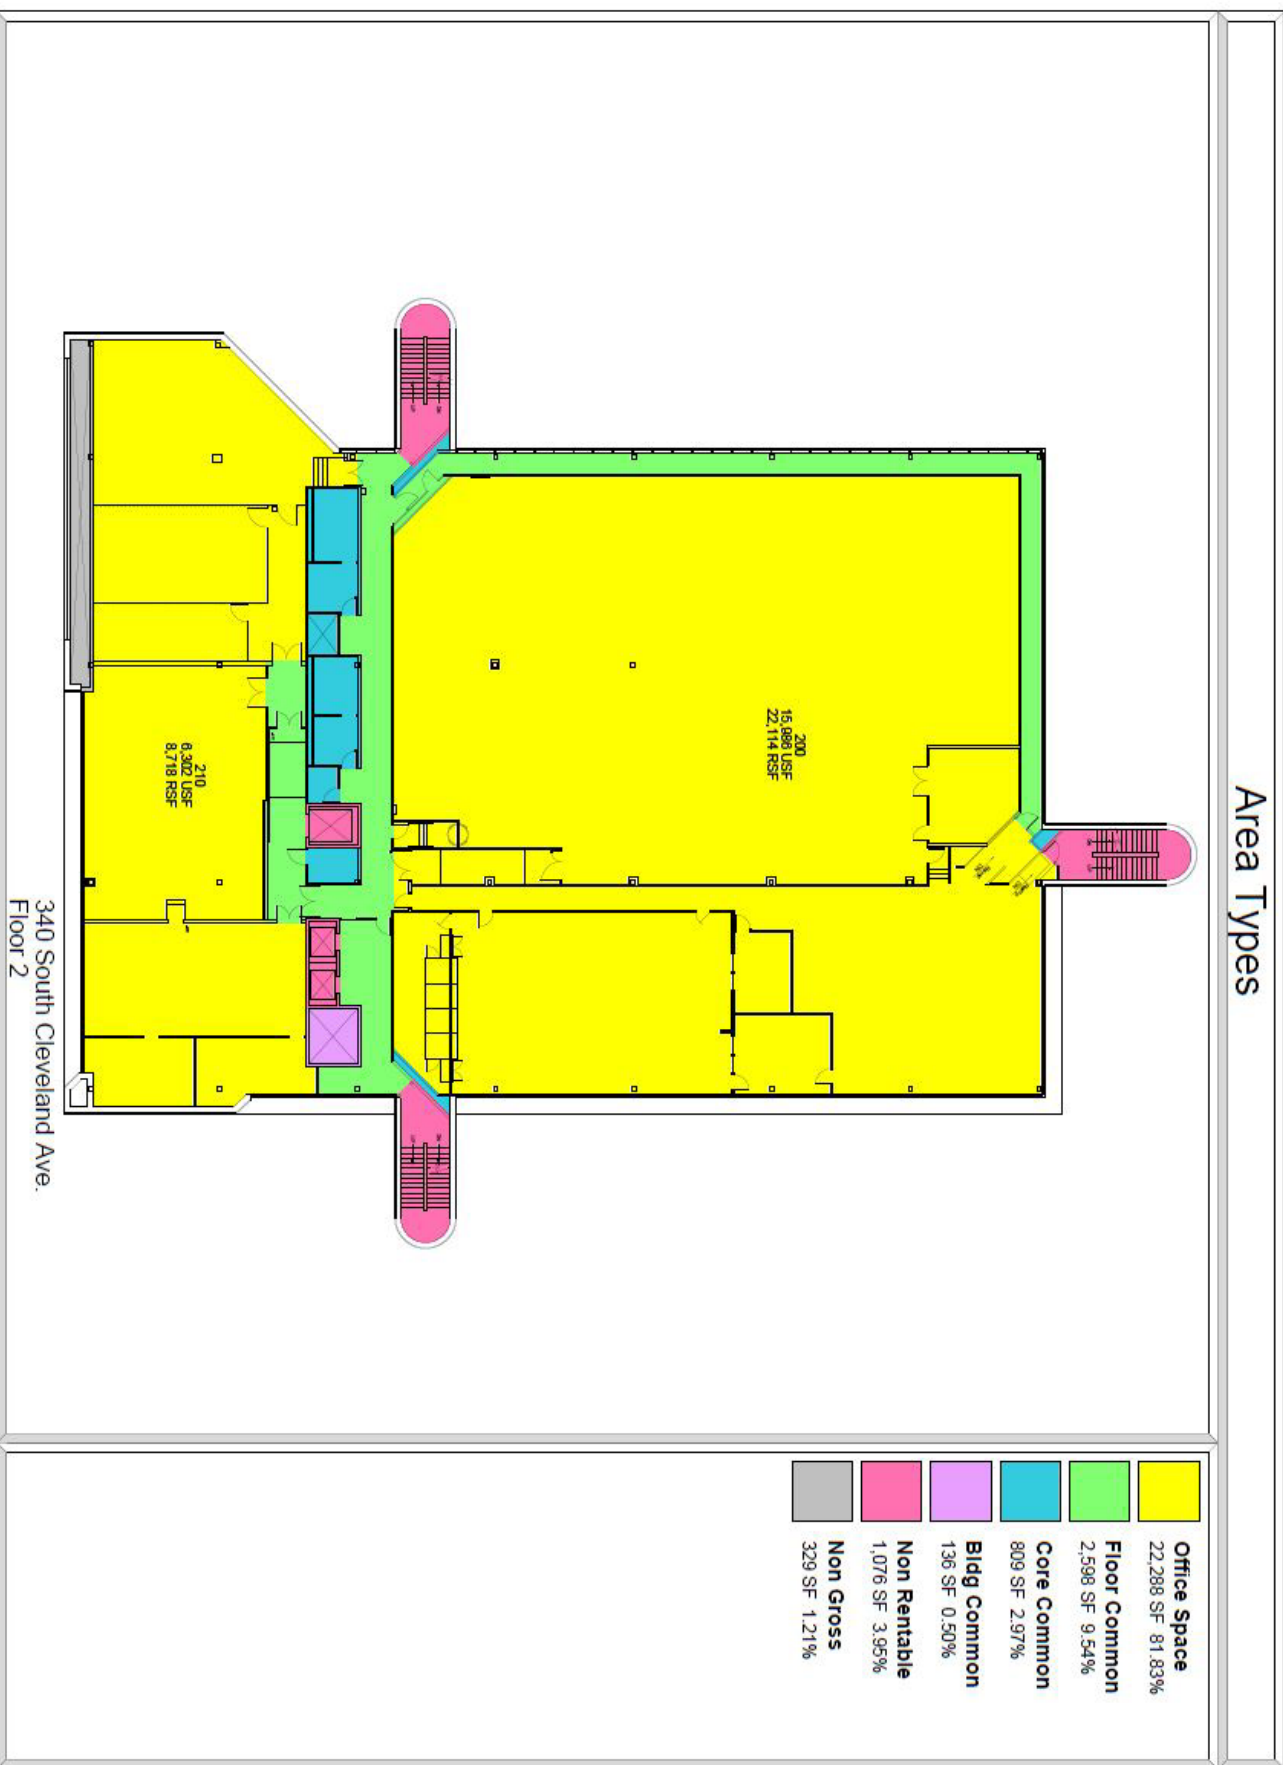 Area Types
200
15,986 USF
22,114 RSF
210
6,302 USF
8,718 RSF
340 South Cleveland Ave.
Floor 2
Office Space
22,288 SF 81.83%
Floor Common
2,598 SF 9.54%
Core Common
809 SF 2.97%
Bldg Common
136 SF 0.50%
Non Rentable
1,076 SF 3.95%
Non Gross
329 SF 1.21%